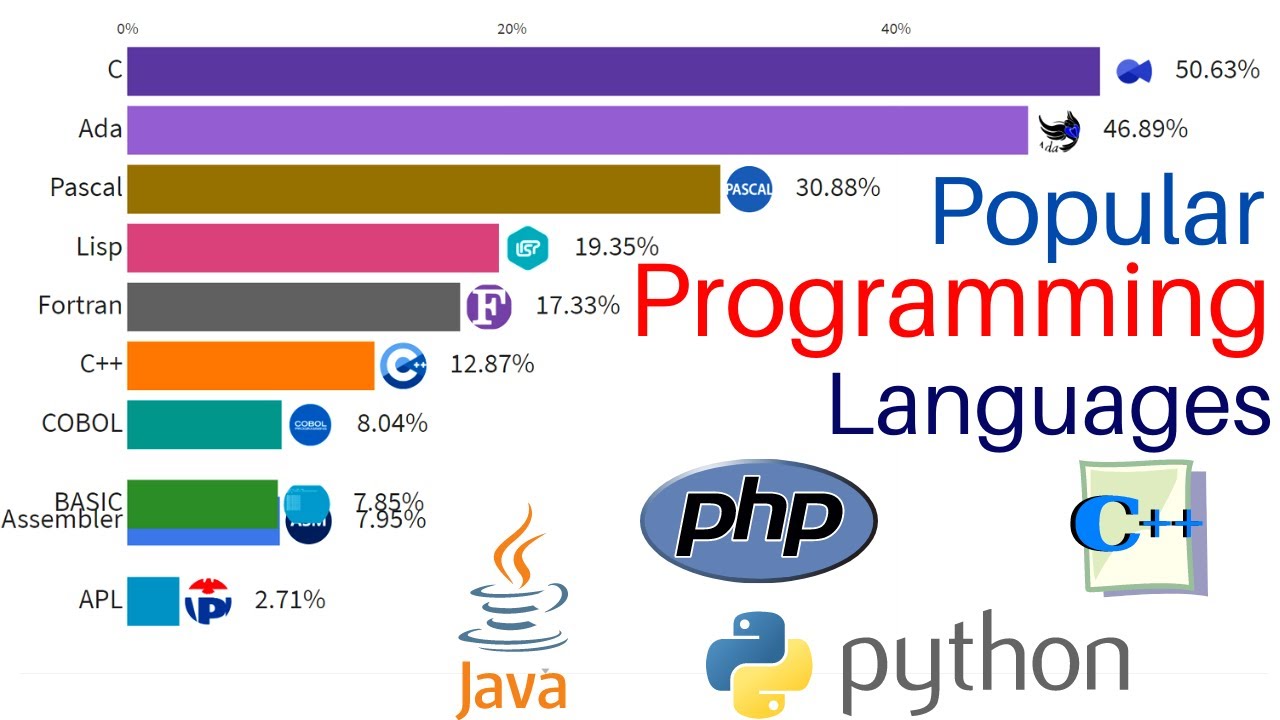 0% 20% 40%
C 50.63%
Ada Ada 46.89%
Pascal PASCAL 30.88%
Lisp LISP 19.35%
Fortran F 17.33%
C++ C++ 12.87%
COBOL COBOL 8.04%
BASIC 7.85%
Assembler ASM 7.95%
APL 2.71%
Popular
Programming
Languages
php
C++
Java
python